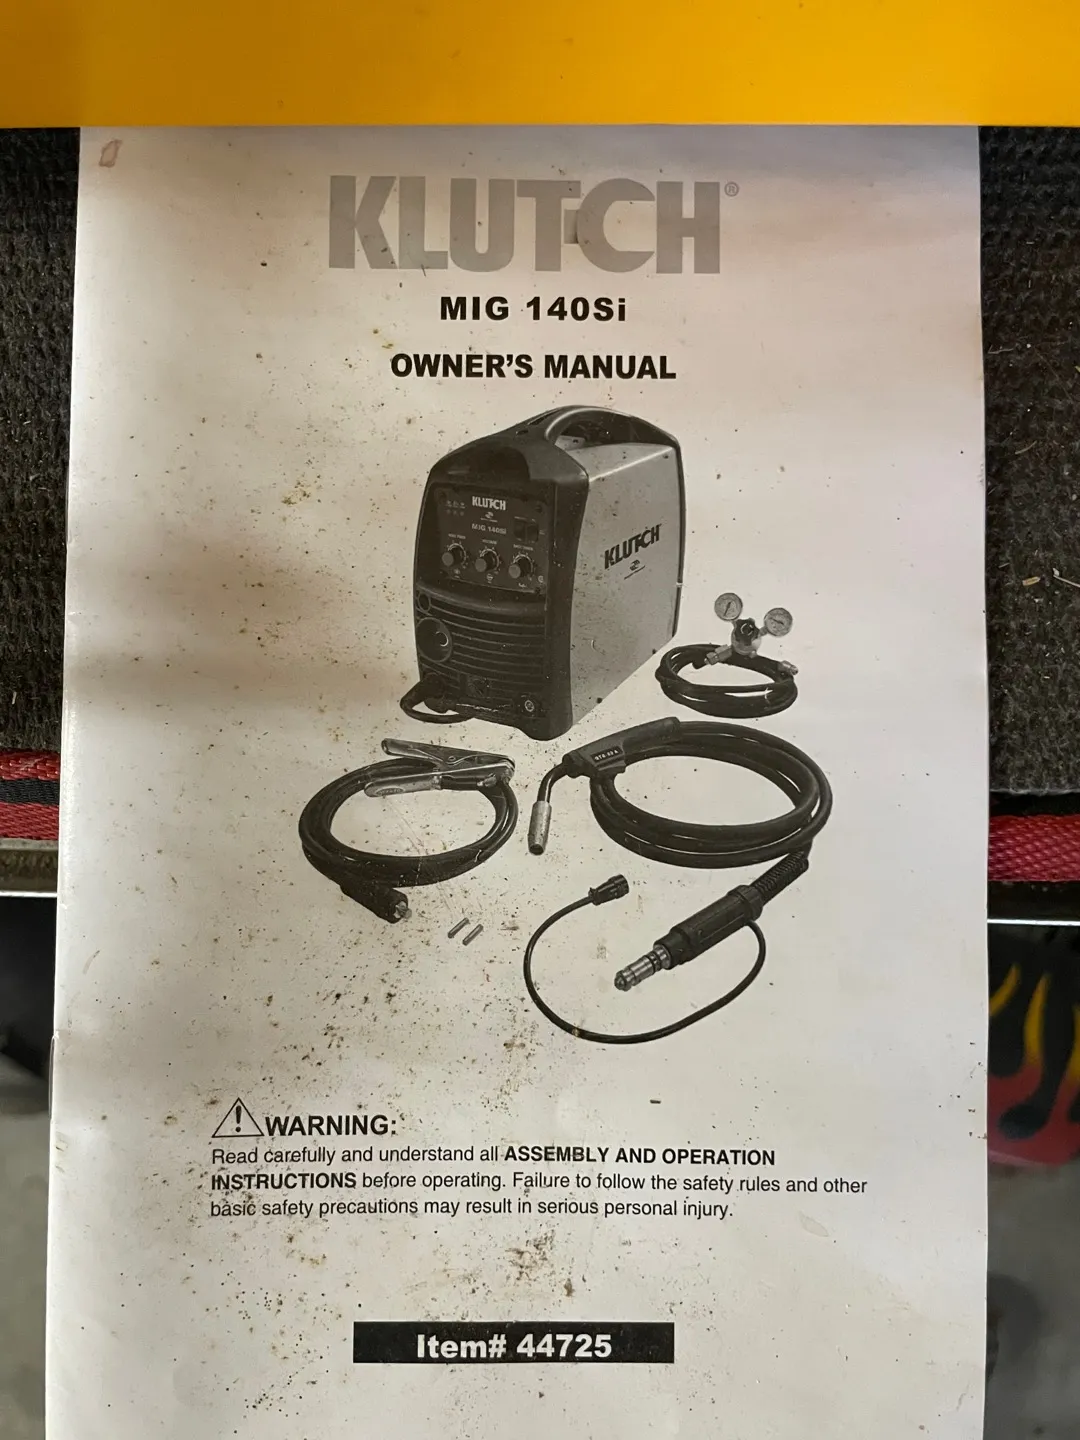 KLUTCH®
MIG 140Si
OWNER'S MANUAL
KLUTCH
MIG 140Si
KLUTCH
WARNING:
Read carefully and understand all ASSEMBLY AND OPERATION
INSTRUCTIONS before operating. Failure to follow the safety rules and other
basic safety precautions may result in serious personal injury.
Item# 44725